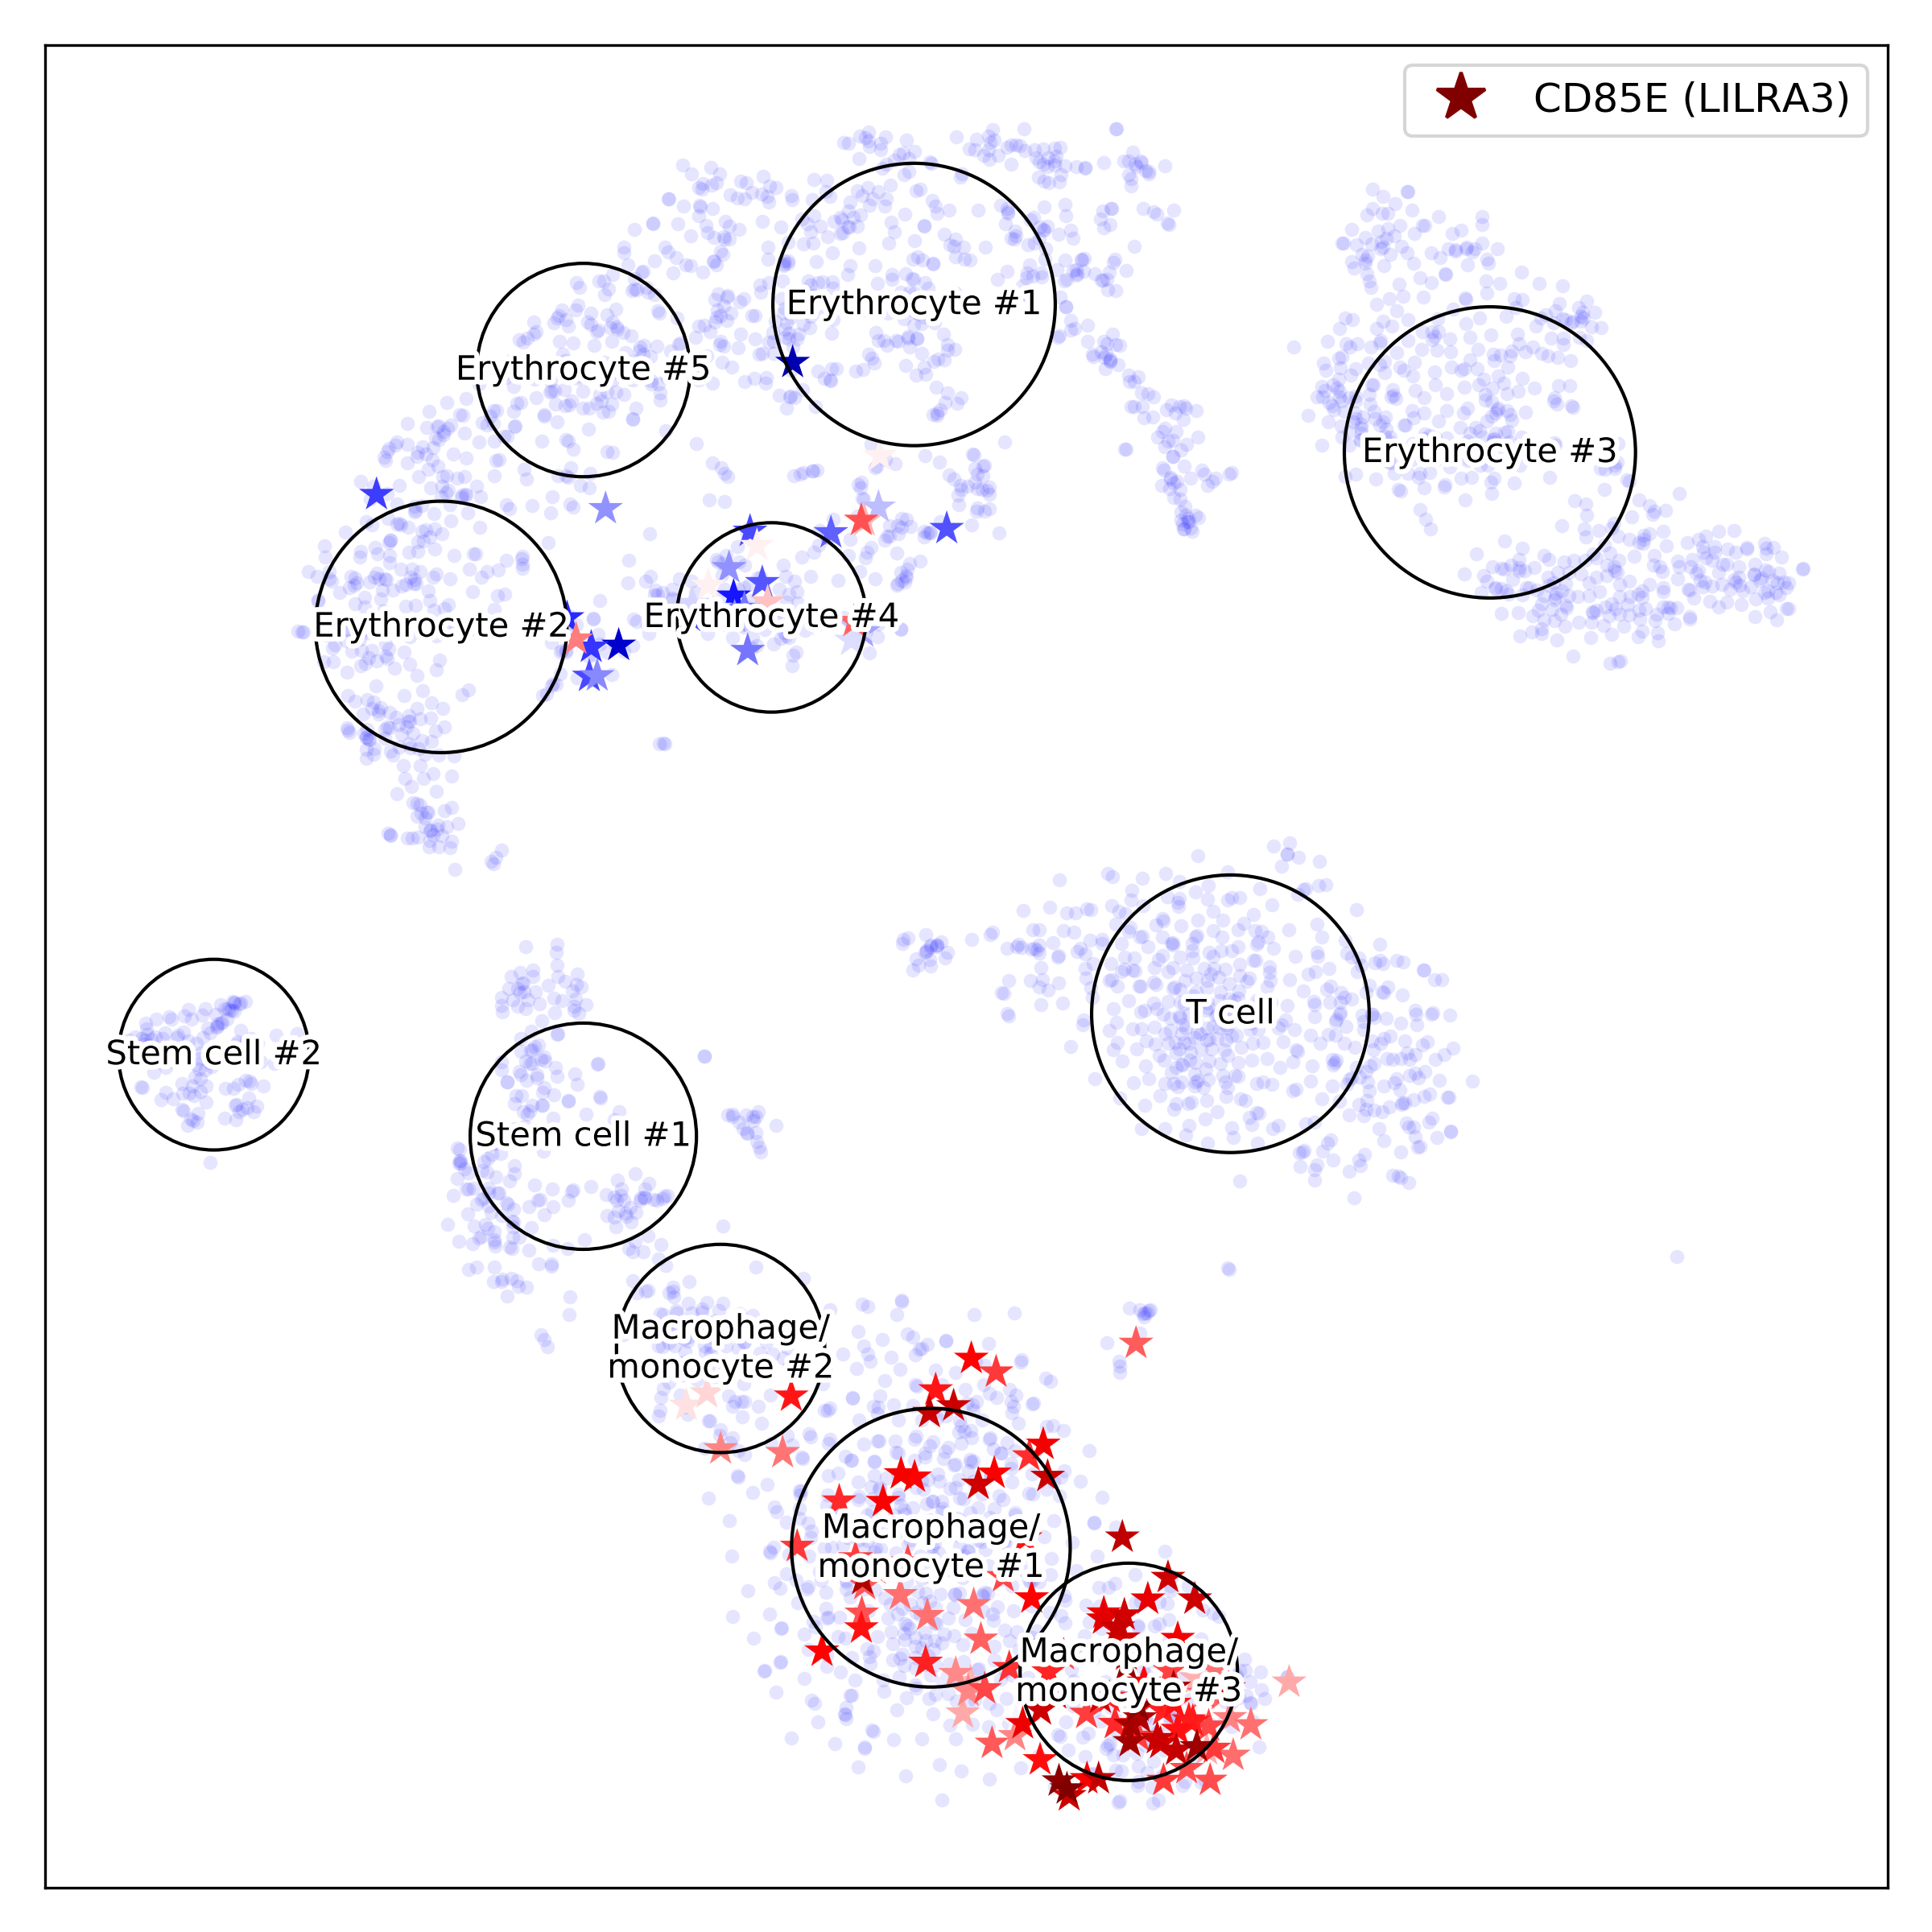 CD85E (LILRA3)
Erythrocyte #1
Erythrocyte #5
Erythrocyte #3
Erythrocyte #4
Erythrocyte #2
T cell
Stem cell #2
Stem cell #1
Macrophage/
monocyte #2
Macrophage/
monocyte #1
Macrophage/
monocyte #3